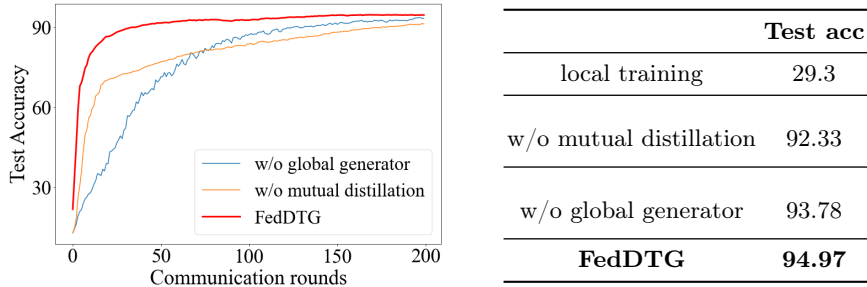 90
60
30
Test Accuracy
w/o global generator
w/o mutual distillation
FedDTG
0 50 100 150 200
Communication rounds
Test acc
local training 29.3
w/o mutual distillation 92.33
w/o global generator 93.78
FedDTG 94.97